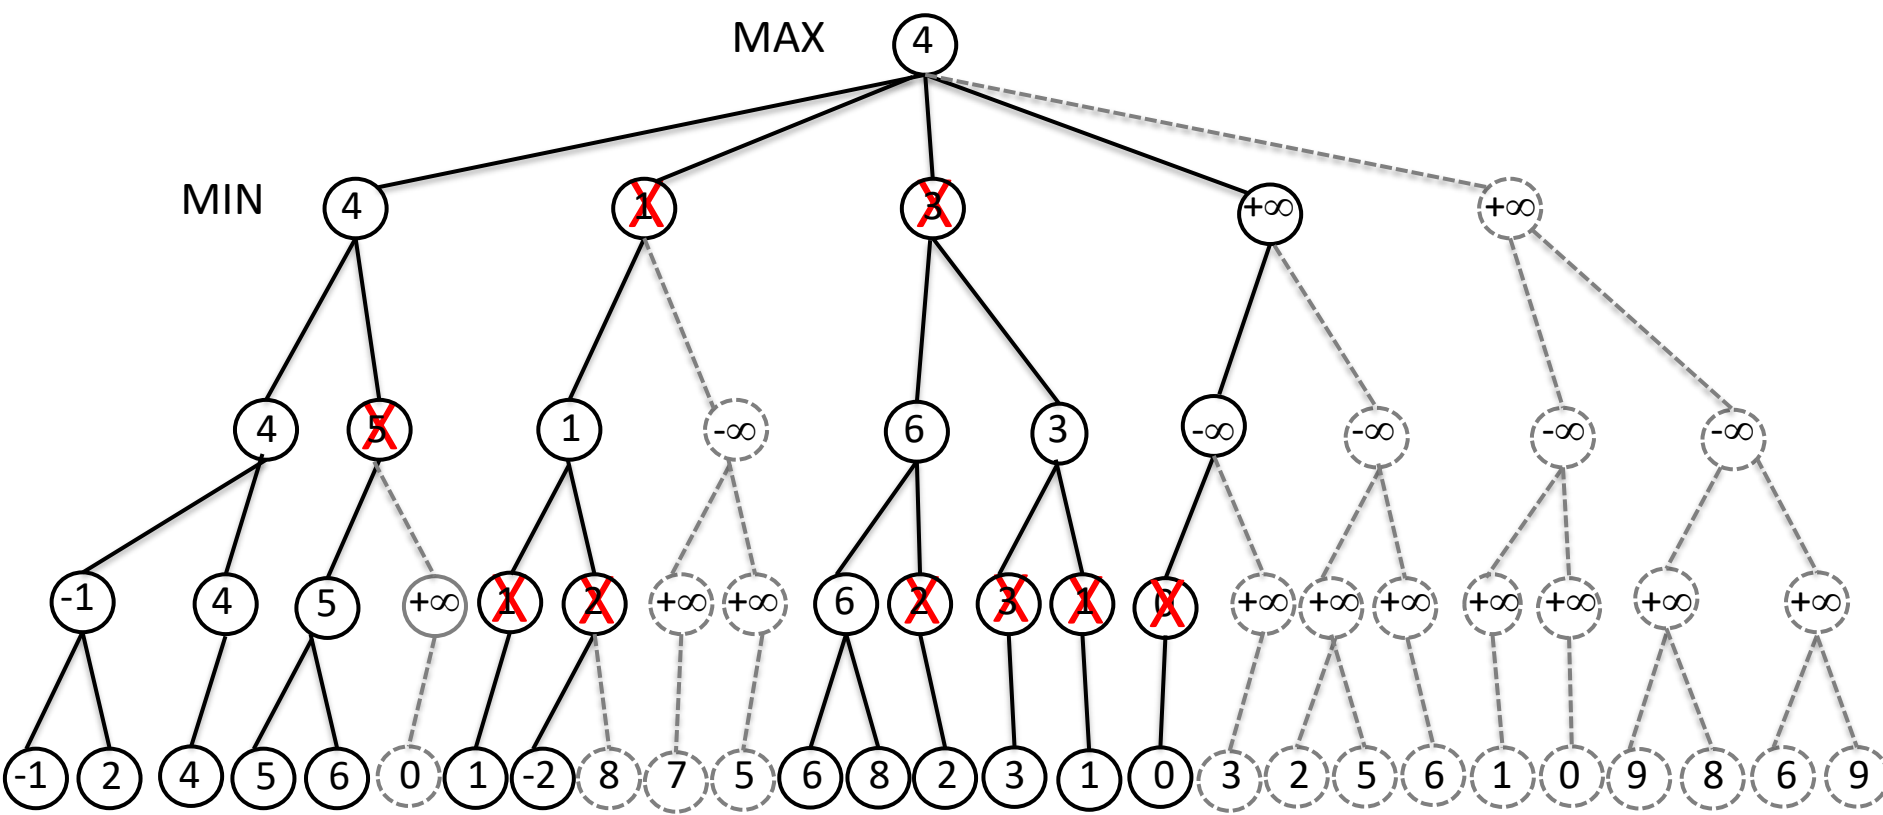 MAX 4
MIN 4 1 3 +∞ +∞
4 5 1 -∞ 6 3 -∞ -∞ -∞ -∞
-1 4 5 +∞ 1 2 +∞ +∞ 6 2 3 1 0 +∞ +∞ +∞ +∞ +∞ +∞ +∞
-1 2 4 5 6 0 1 -2 8 7 5 6 8 2 3 1 0 3 2 5 6 1 0 9 8 6 9